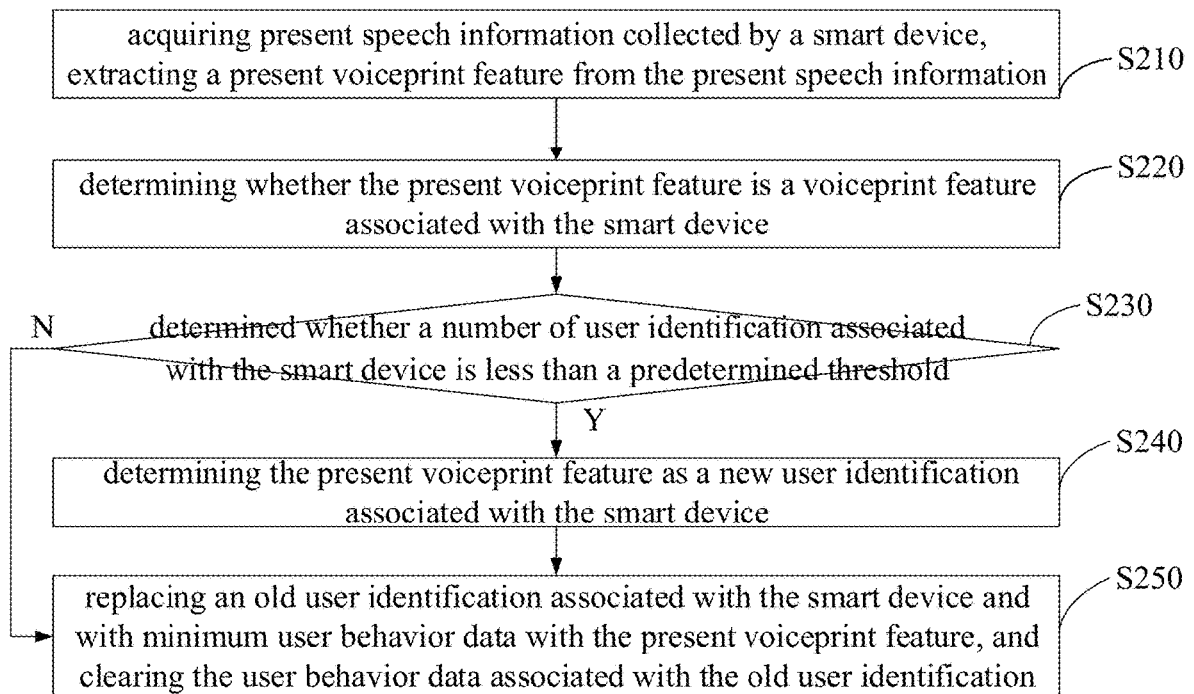 acquiring present speech information collected by a smart device,
extracting a present voiceprint feature from the present speech information
S210
determining whether the present voiceprint feature is a voiceprint feature
associated with the smart device
S220
N
determined whether a number of user identification associated
with the smart device is less than a predetermined threshold
S230
Y
determining the present voiceprint feature as a new user identification
associated with the smart device
S240
replacing an old user identification associated with the smart device and
with minimum user behavior data with the present voiceprint feature, and
clearing the user behavior data associated with the old user identification
S250